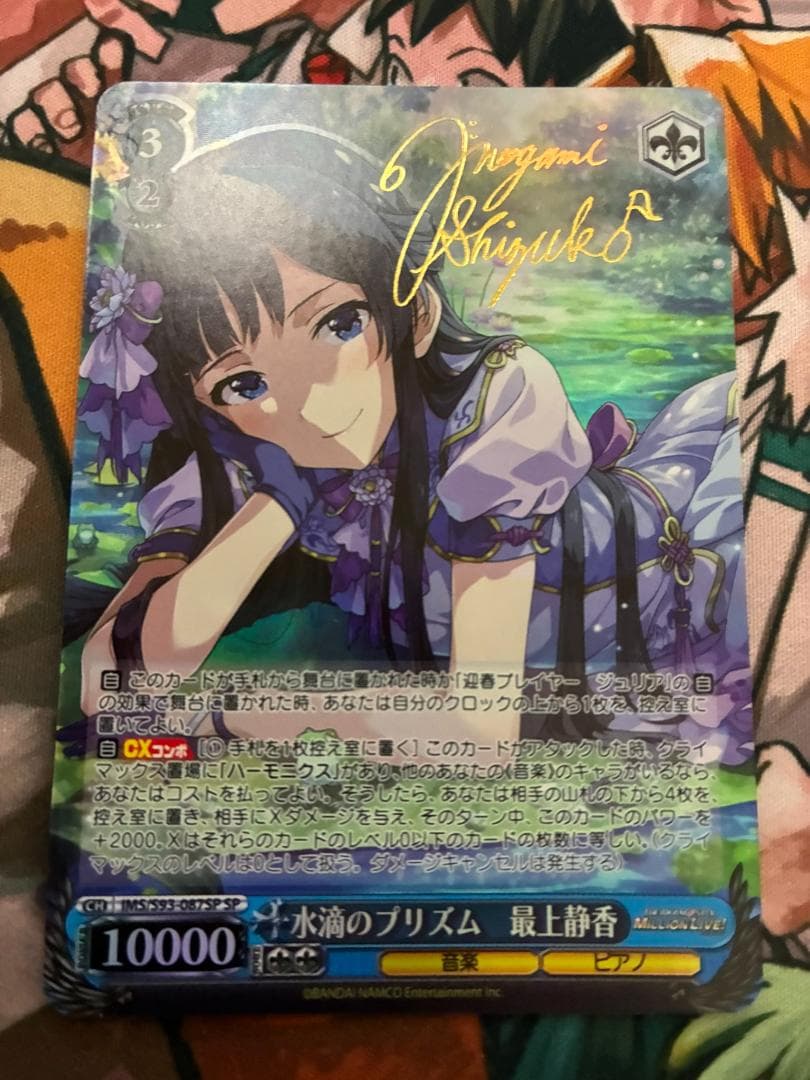 3
2
Mogami
Shizuka
自 このカードが手札から舞台に置かれた時か「迎春プレイヤー ジュリア」の 自
の効果で舞台に置かれた時、あなたは自分のクロックの上から1枚を、控え室に
置いてよい。
自 CXコンボ [① 手札を1枚控え室に置く] このカードがアタックした時、クライ
マックス置場に「ハーモニクス」があり、他のあなたの《音楽》のキャラがいるなら、
あなたはコストを払ってよい。そうしたら、あなたは相手の山札の下から4枚を、
控え室に置き、相手にXダメージを与え、そのターン中、このカードのパワーを
+2000。Xはそれらのカードのレベル0以下のカードの枚数に等しい。(クライ
マックスのレベルは0として扱う。ダメージキャンセルは発生する)
CH IMS/S93-087SP SP
水滴のプリズム 最上静香
THE IDOLM@STER MILLION LIVE!
POWER 10000 SOUL
音楽 ピアノ
©BANDAI NAMCO Entertainment Inc.